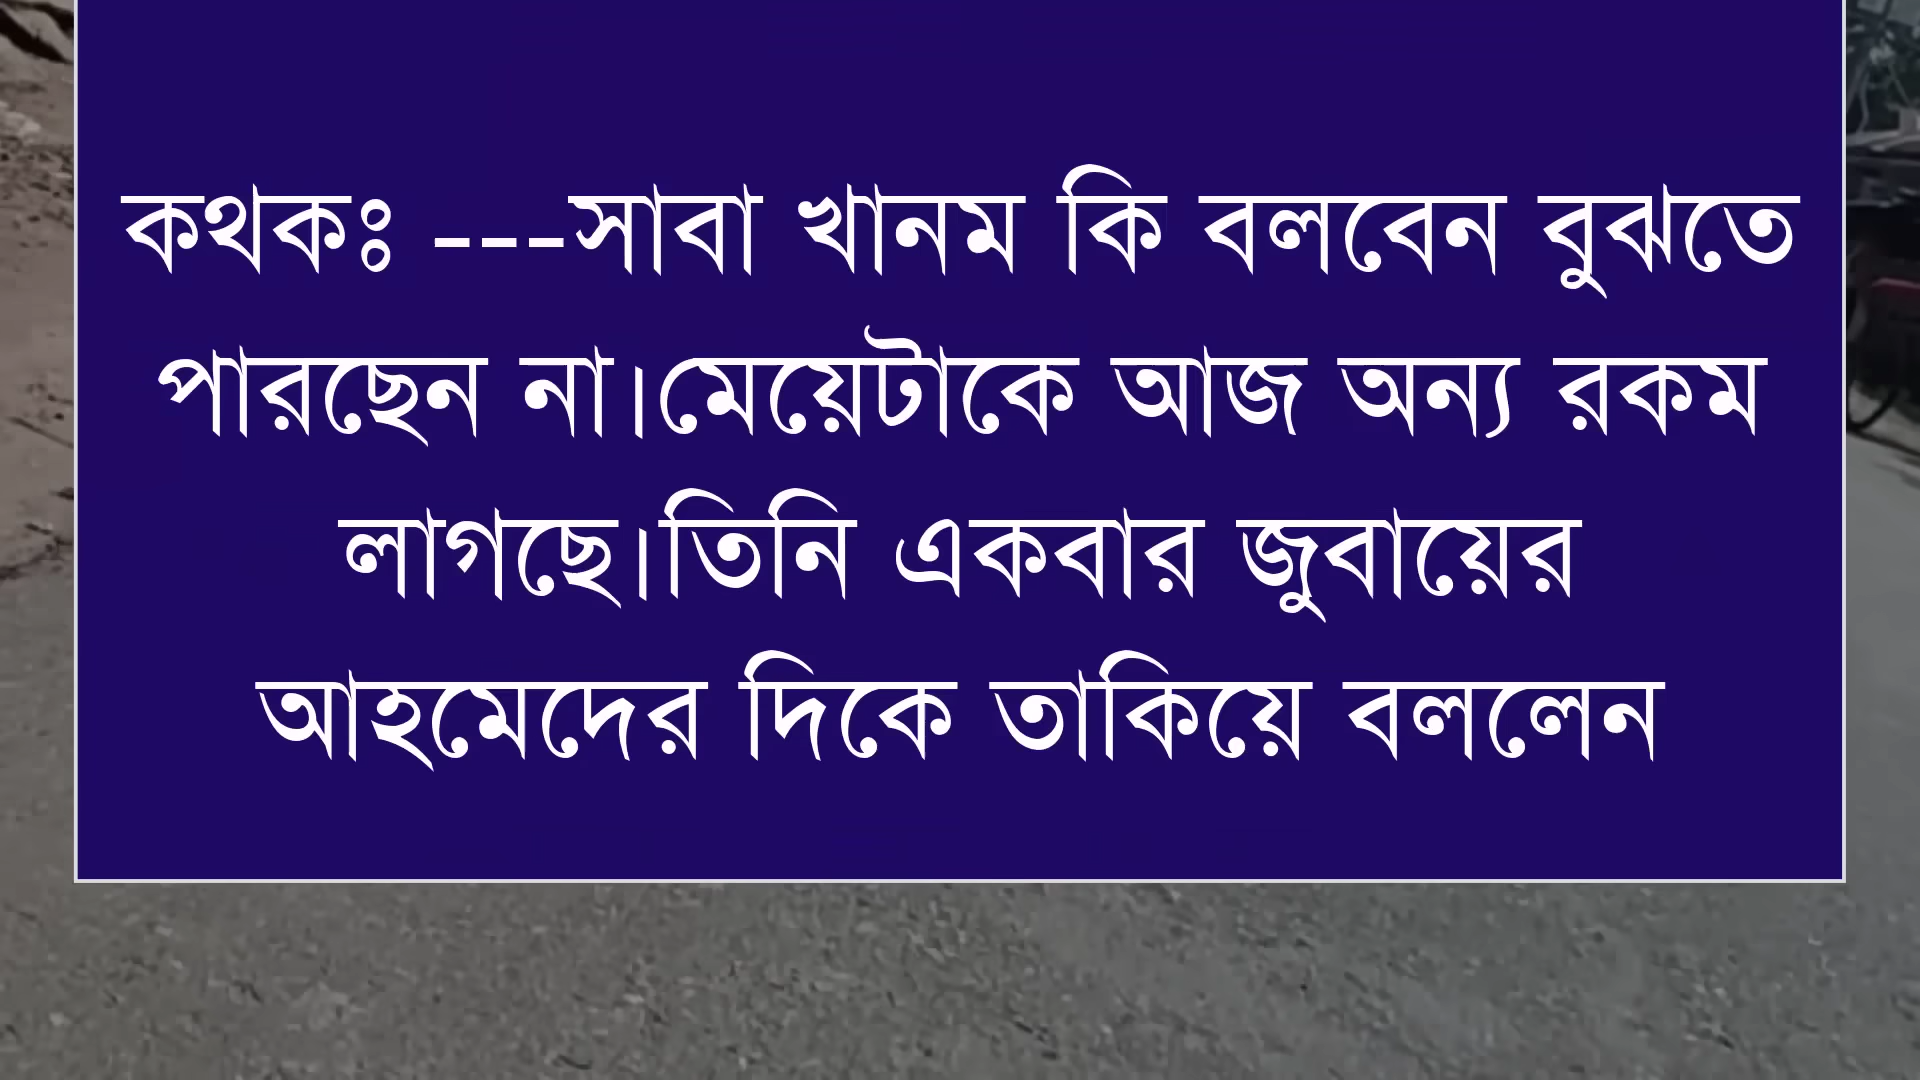 কথকঃ ---সাবা খানম কি বলবেন বুঝতে
পারছেন না।মেয়েটাকে আজ অন্য রকম
লাগছে।তিনি একবার জুবায়ের
আহমেদের দিকে তাকিয়ে বললেন